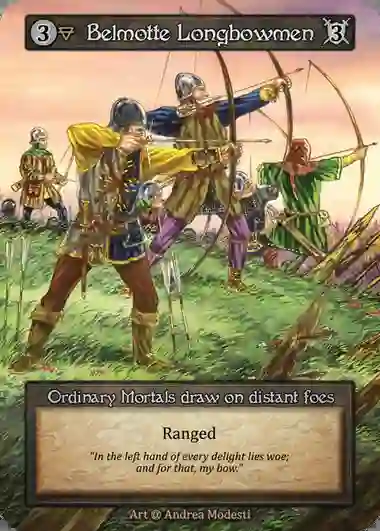 3 Belmotte Longbowmen 3
Ordinary Mortals draw on distant foes
Ranged
"In the left hand of every delight lies woe;
and for that, my bow."
Art @ Andrea Modesti